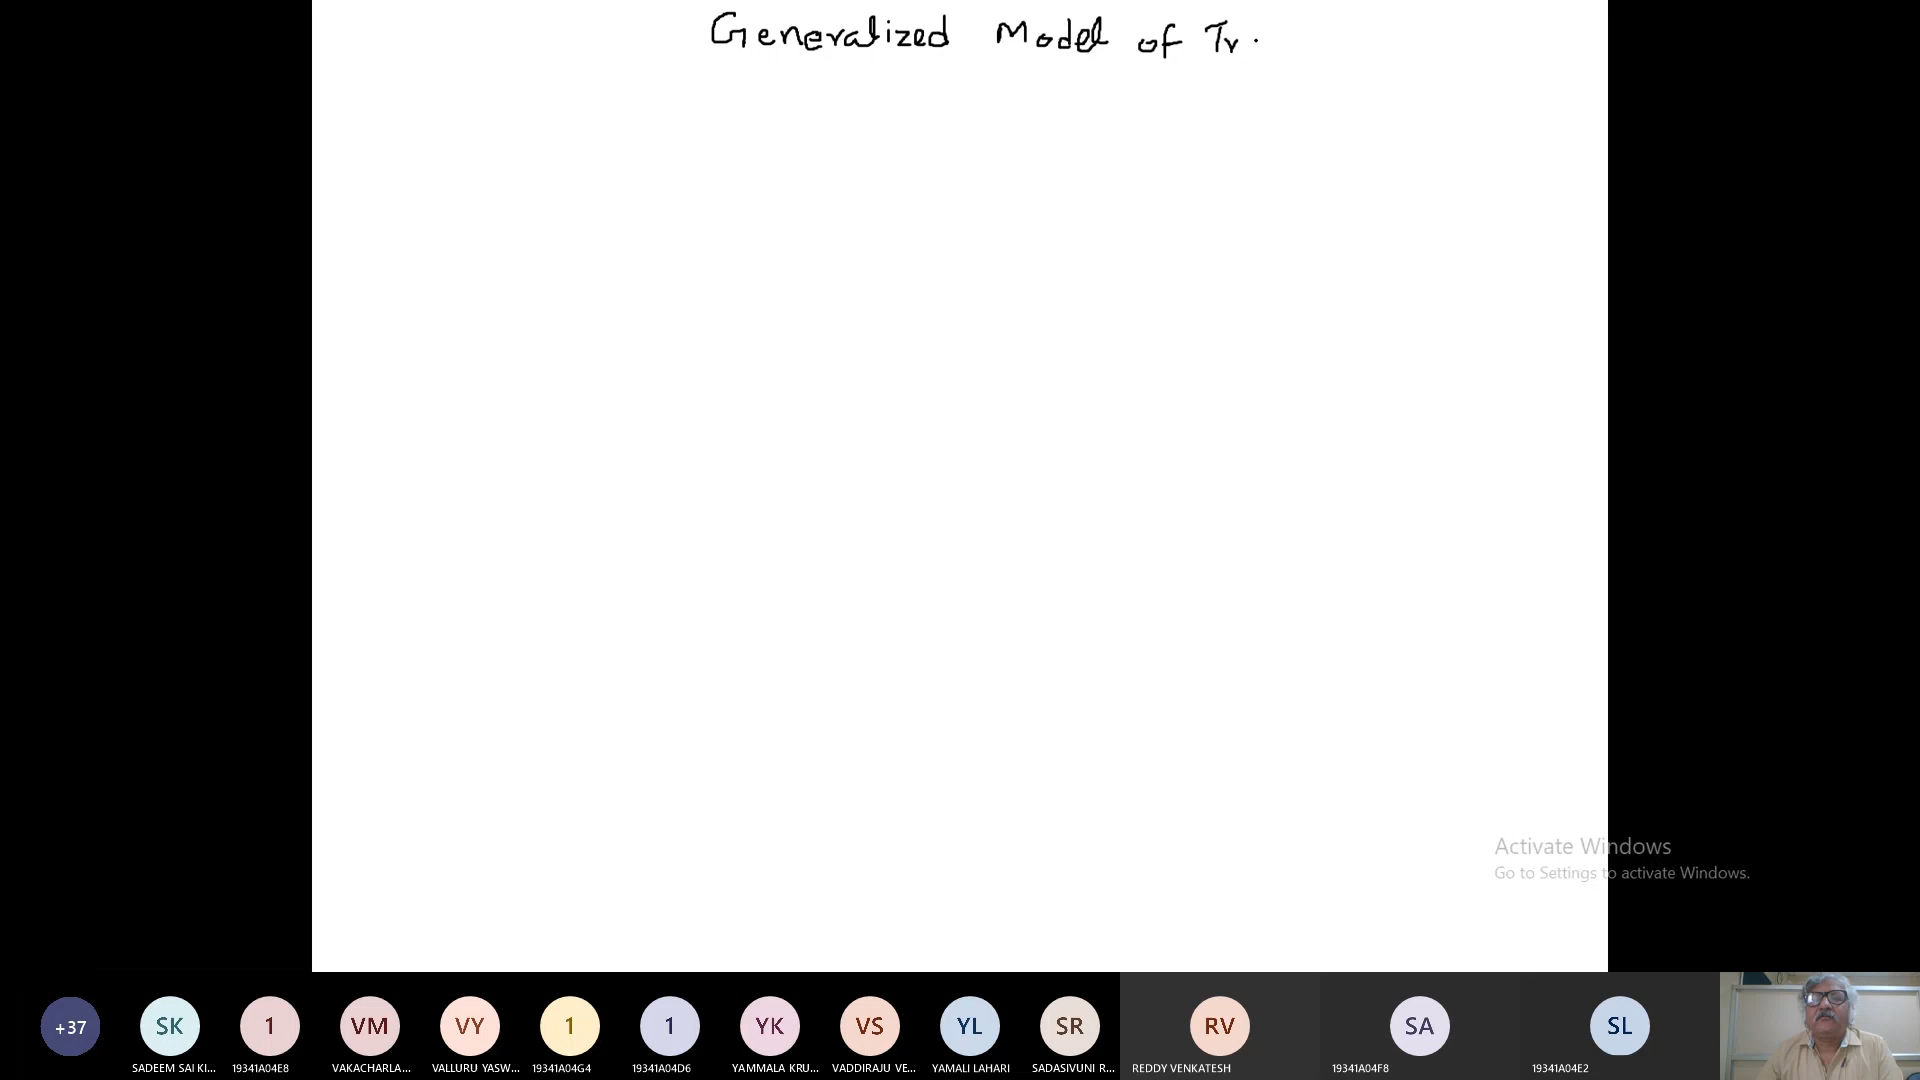 Generalized Model of Tr.
Activate Windows
Go to Settings to activate Windows.
+37
SK
1
VM
VY
1
1
YK
VS
YL
SR
RV
SA
SL
SADEEM SAI KI...
19341A04E8
VAKACHARLA...
VALLURU YASW...
19341A04G4
19341A04D6
YAMMALA KRU...
VADDIRAJU VE...
YAMALI LAHARI
SADASIVUNI R...
REDDY VENKATESH
19341A04F8
19341A04E2